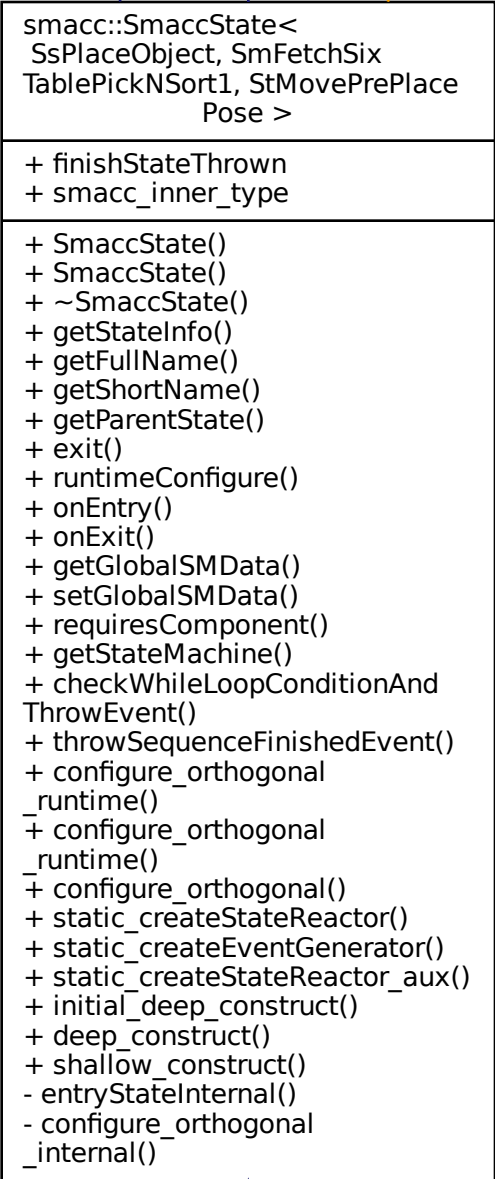 smacc::SmaccState<
SsPlaceObject, SmFetchSix
TablePickNSort1, StMovePrePlace
Pose >
+ finishStateThrown
+ smacc_inner_type
+ SmaccState()
+ SmaccState()
+ ~SmaccState()
+ getStateInfo()
+ getFullName()
+ getShortName()
+ getParentState()
+ exit()
+ runtimeConfigure()
+ onEntry()
+ onExit()
+ getGlobalSMData()
+ setGlobalSMData()
+ requiresComponent()
+ getStateMachine()
+ checkWhileLoopConditionAnd
ThrowEvent()
+ throwSequenceFinishedEvent()
+ configure_orthogonal
_runtime()
+ configure_orthogonal
_runtime()
+ configure_orthogonal()
+ static_createStateReactor()
+ static_createEventGenerator()
+ static_createStateReactor_aux()
+ initial_deep_construct()
+ deep_construct()
+ shallow_construct()
- entryStateInternal()
- configure_orthogonal
_internal()